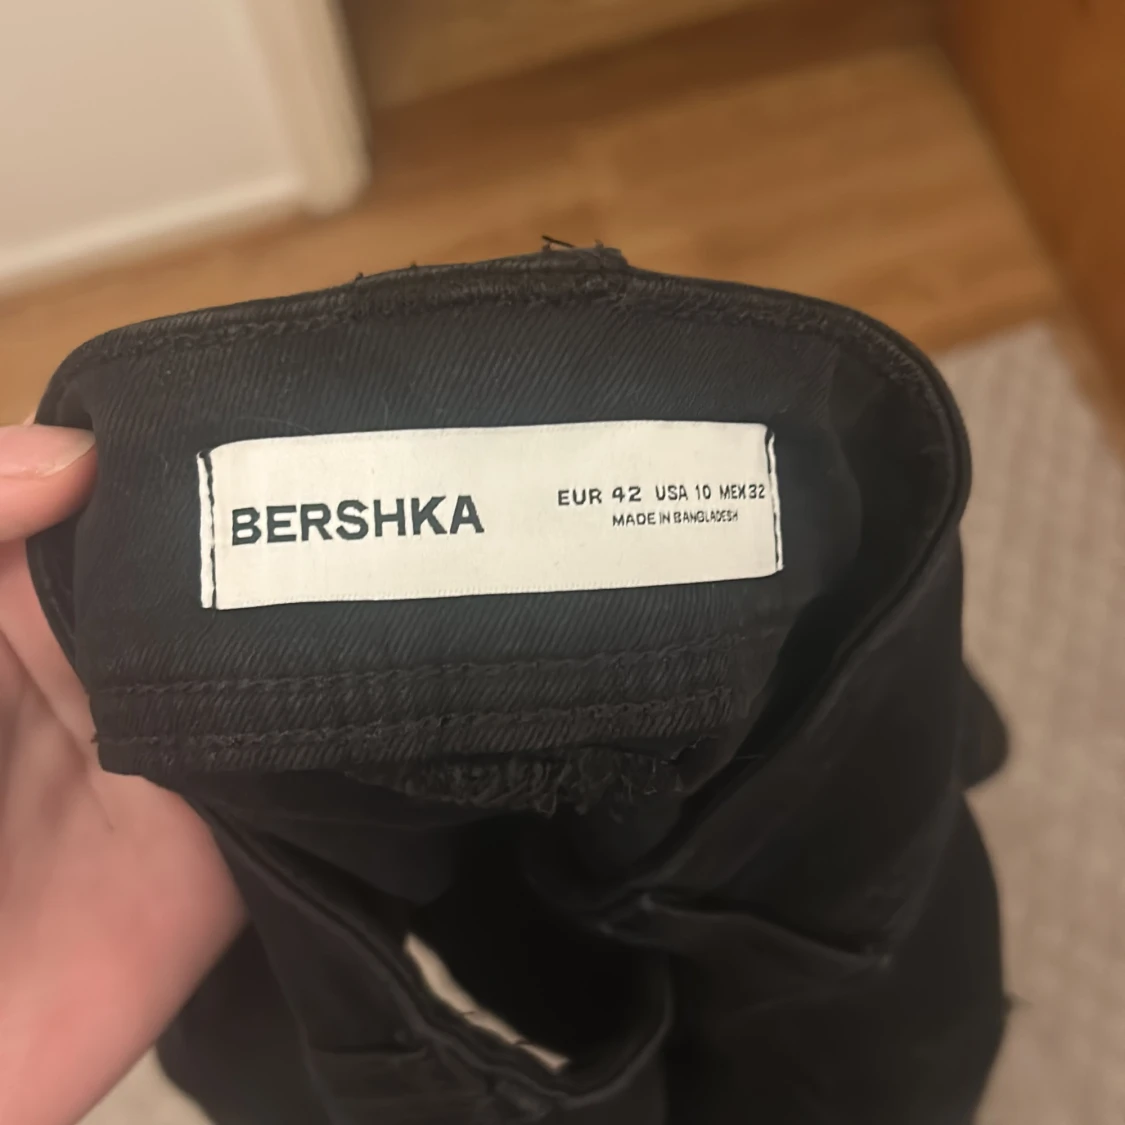 BERSHKA
EUR 42 USA 10 MEX 32
MADE IN BANGLADESH